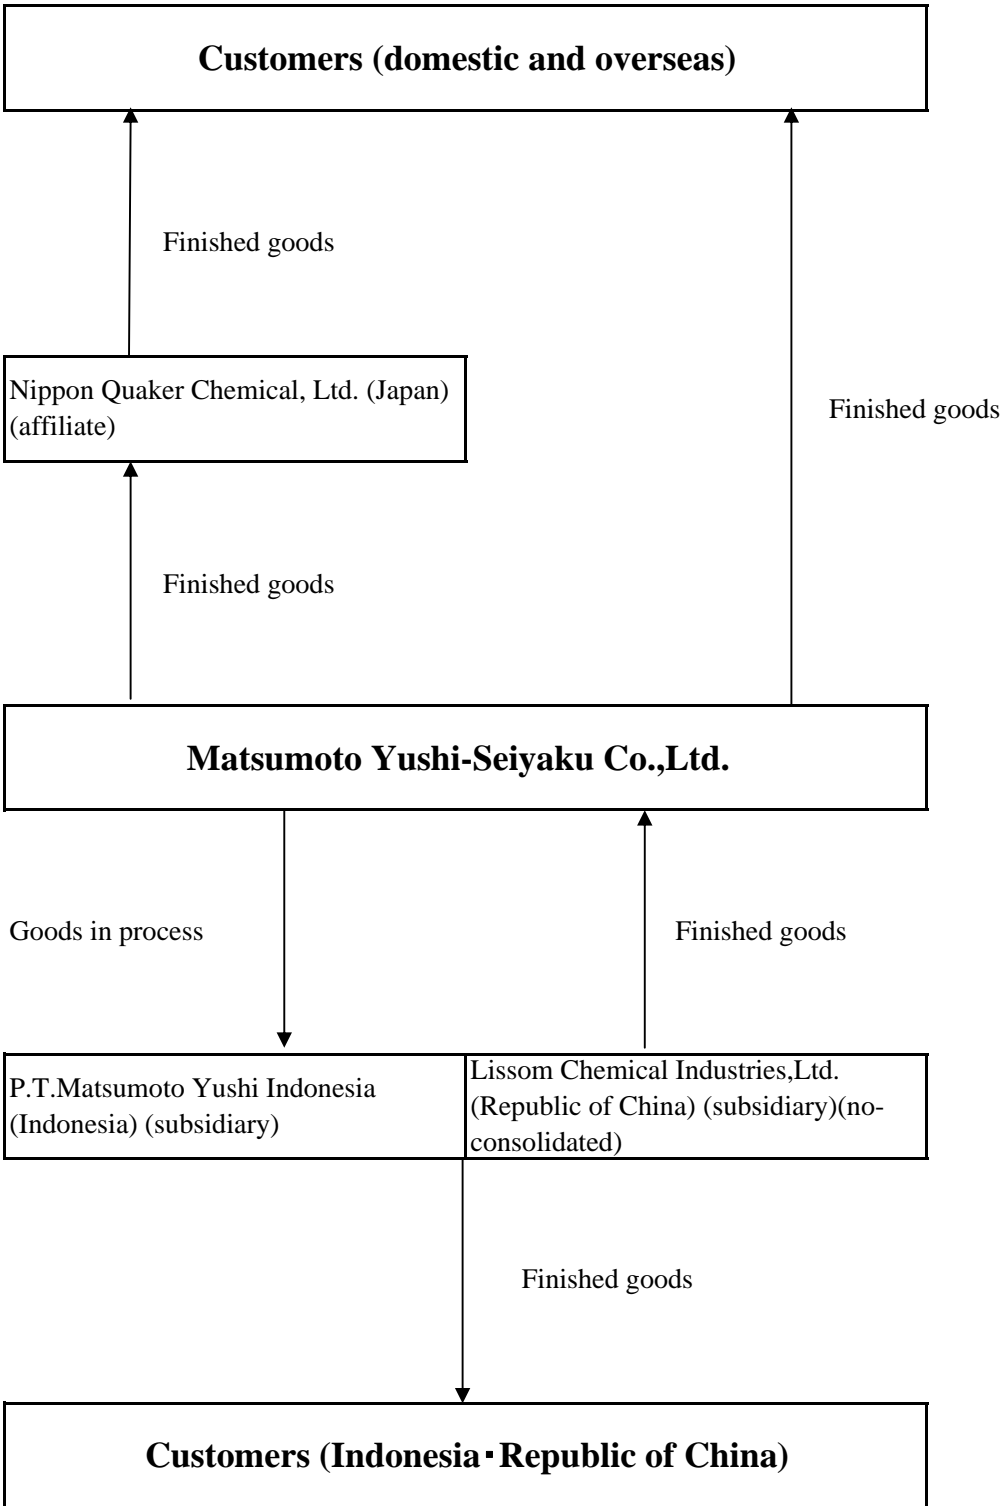 Customers (domestic and overseas)
Finished goods
Nippon Quaker Chemical, Ltd. (Japan)
(affiliate)
Finished goods
Finished goods
Matsumoto Yushi-Seiyaku Co.,Ltd.
Goods in process
Finished goods
P.T.Matsumoto Yushi Indonesia
(Indonesia) (subsidiary)
Lissom Chemical Industries,Ltd.
(Republic of China) (subsidiary)(no-
consolidated)
Finished goods
Customers (Indonesia・Republic of China)